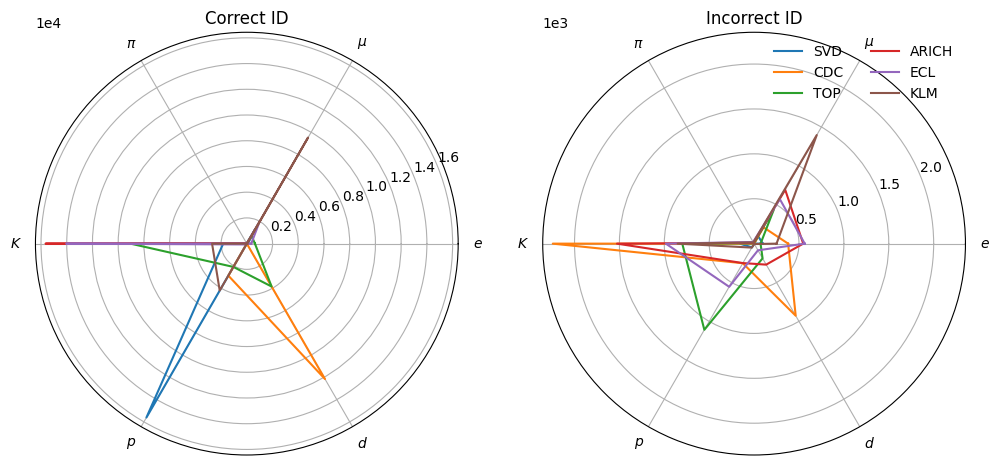 Correct ID
1e4
π
μ
e
K
p
d
0.2
0.4
0.6
0.8
1.0
1.2
1.4
1.6
Incorrect ID
1e3
π
μ
e
K
p
d
0.5
1.0
1.5
2.0
SVD
CDC
TOP
ARICH
ECL
KLM